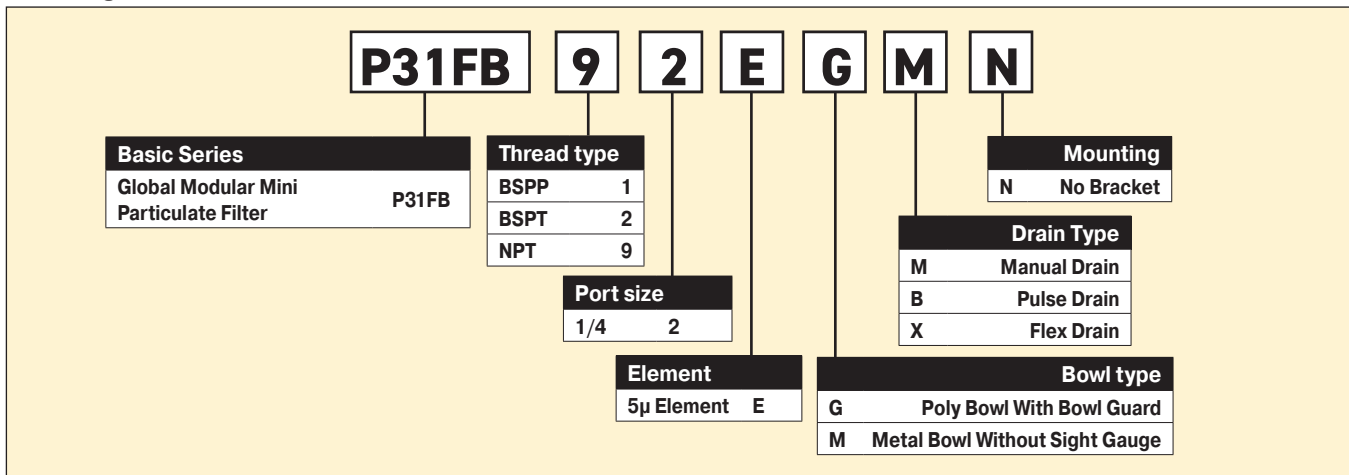 P31FB 9 2 E G M N
Basic Series
Global Modular Mini
Particulate Filter P31FB
Thread type
BSPP 1
BSPT 2
NPT 9
Port size
1/4 2
Element
5µ Element E
Mounting
N No Bracket
Drain Type
M Manual Drain
B Pulse Drain
X Flex Drain
Bowl type
G Poly Bowl With Bowl Guard
M Metal Bowl Without Sight Gauge